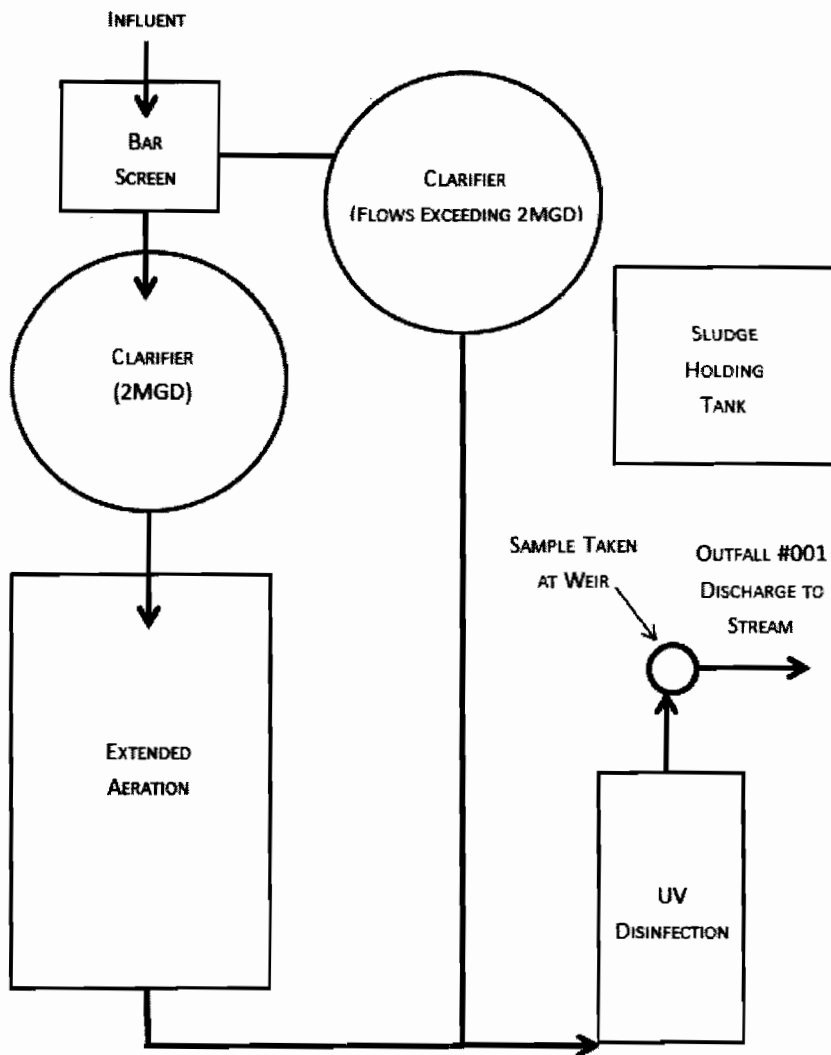 INFLUENT
BAR
SCREEN
CLARIFIER
(FLOWS EXCEEDING 2MGD)
CLARIFIER
(2MGD)
SLUDGE
HOLDING
TANK
SAMPLE TAKEN
AT WEIR
OUTFALL #001
DISCHARGE TO
STREAM
EXTENDED
AERATION
UV
DISINFECTION